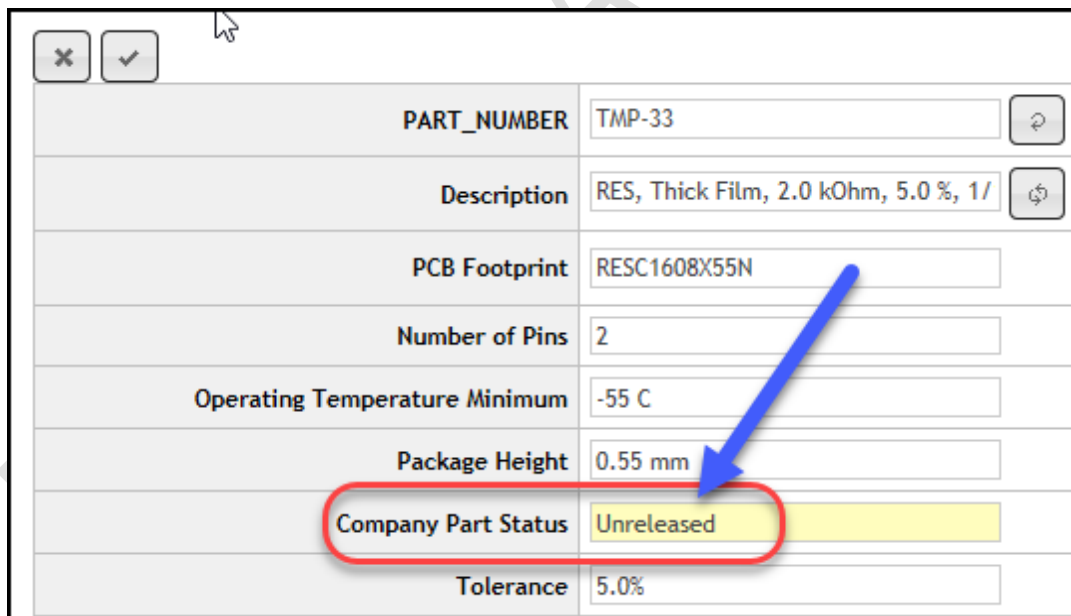 PART_NUMBER TMP-33
Description RES, Thick Film, 2.0 kOhm, 5.0 %, 1/
PCB Footprint RESC1608X55N
Number of Pins 2
Operating Temperature Minimum -55 C
Package Height 0.55 mm
Company Part Status Unreleased
Tolerance 5.0%